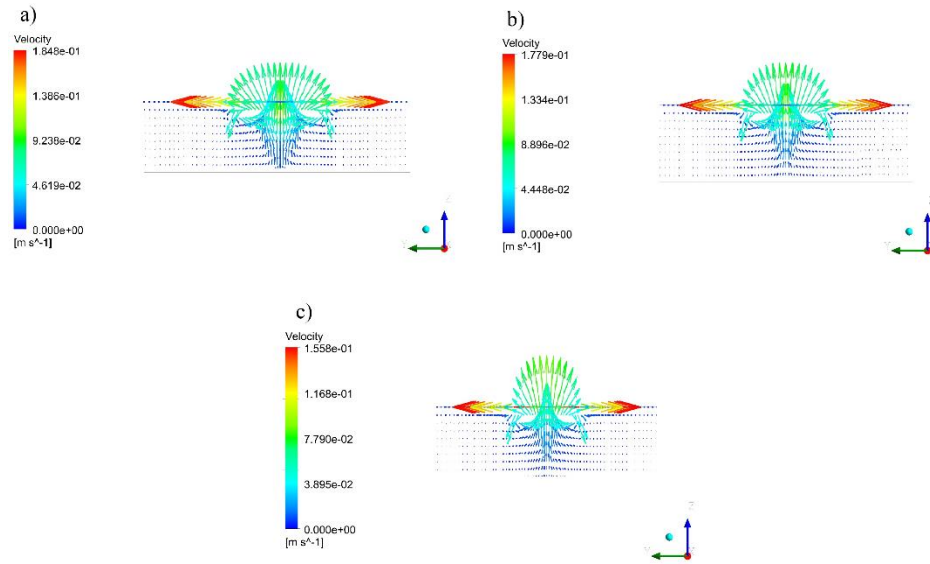 a)
Velocity
1.848e-01
1.386e-01
9.238e-02
4.619e-02
0.000e+00
[m s^-1]
b)
Velocity
1.779e-01
1.334e-01
8.896e-02
4.448e-02
0.000e+00
[m s^-1]
c)
Velocity
1.558e-01
1.168e-01
7.790e-02
3.895e-02
0.000e+00
[m s^-1]
Z